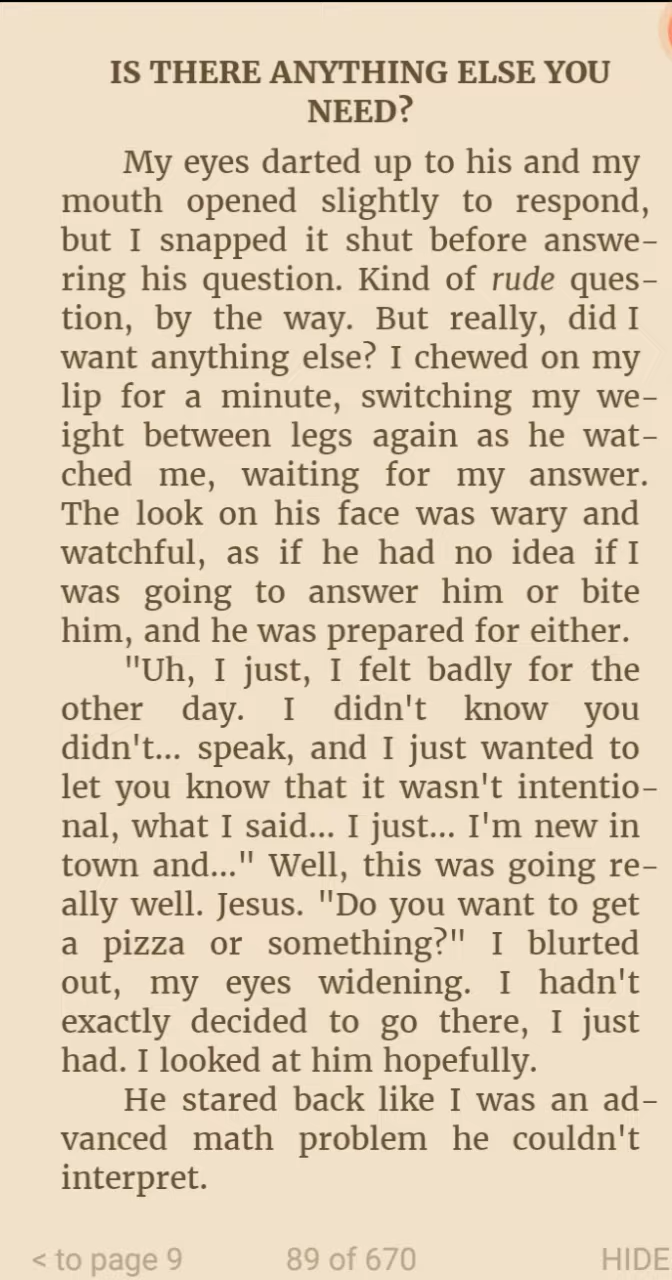 IS THERE ANYTHING ELSE YOU
NEED?
My eyes darted up to his and my
mouth opened slightly to respond,
but I snapped it shut before answe-
ring his question. Kind of rude ques-
tion, by the way. But really, did I
want anything else? I chewed on my
lip for a minute, switching my we-
ight between legs again as he wat-
ched me, waiting for my answer.
The look on his face was wary and
watchful, as if he had no idea if I
was going to answer him or bite
him, and he was prepared for either.
"Uh, I just, I felt badly for the
other day. I didn't know you
didn't... speak, and I just wanted to
let you know that it wasn't intentio-
nal, what I said... I just... I'm new in
town and..." Well, this was going re-
ally well. Jesus. "Do you want to get
a pizza or something?" I blurted
out, my eyes widening. I hadn't
exactly decided to go there, I just
had. I looked at him hopefully.
He stared back like I was an ad-
vanced math problem he couldn't
interpret.
< to page 9 89 of 670 HIDE